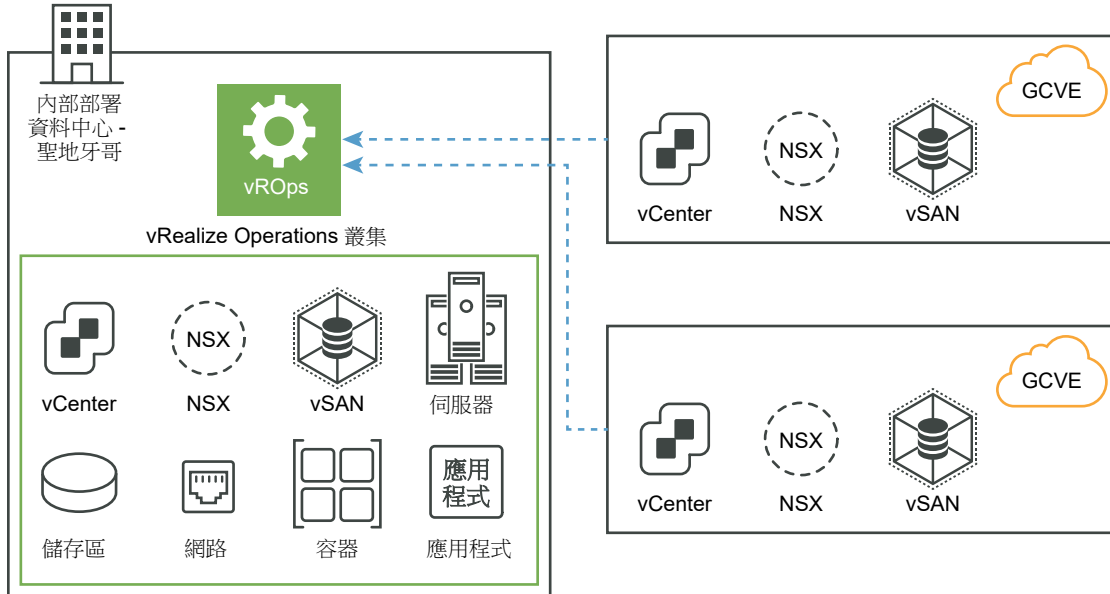 內部部署
資料中心 -
聖地牙哥
vROps
vRealize Operations 叢集
NSX
vCenter
NSX
vSAN
伺服器
應用
程式
儲存區
網路
容器
應用程式
GCVE
NSX
vCenter
NSX
vSAN
GCVE
NSX
vCenter
NSX
vSAN